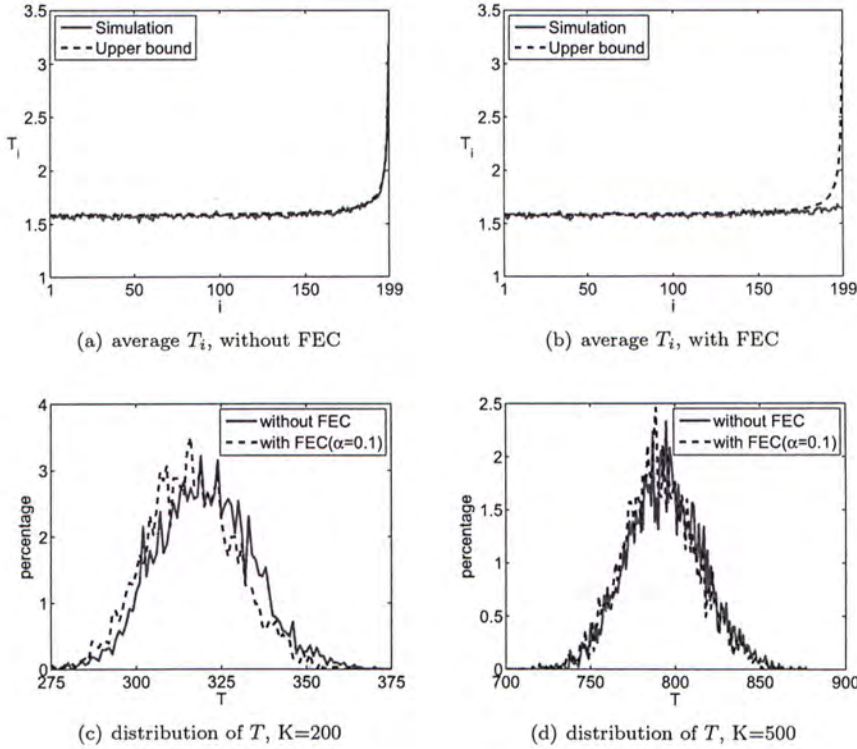 3.5
3
2.5
2
1.5
1
T_i
Simulation
Upper bound
1 50 100 150 199
i
(a) average T_i, without FEC
3.5
3
2.5
2
1.5
1
T_i
Simulation
Upper bound
1 50 100 150 199
i
(b) average T_i, with FEC
4
3
2
1
0
percentage
without FEC
with FEC(α=0.1)
275 300 325 350 375
T
(c) distribution of T, K=200
2.5
2
1.5
1
0.5
0
percentage
without FEC
with FEC(α=0.1)
700 750 800 850 900
T
(d) distribution of T, K=500